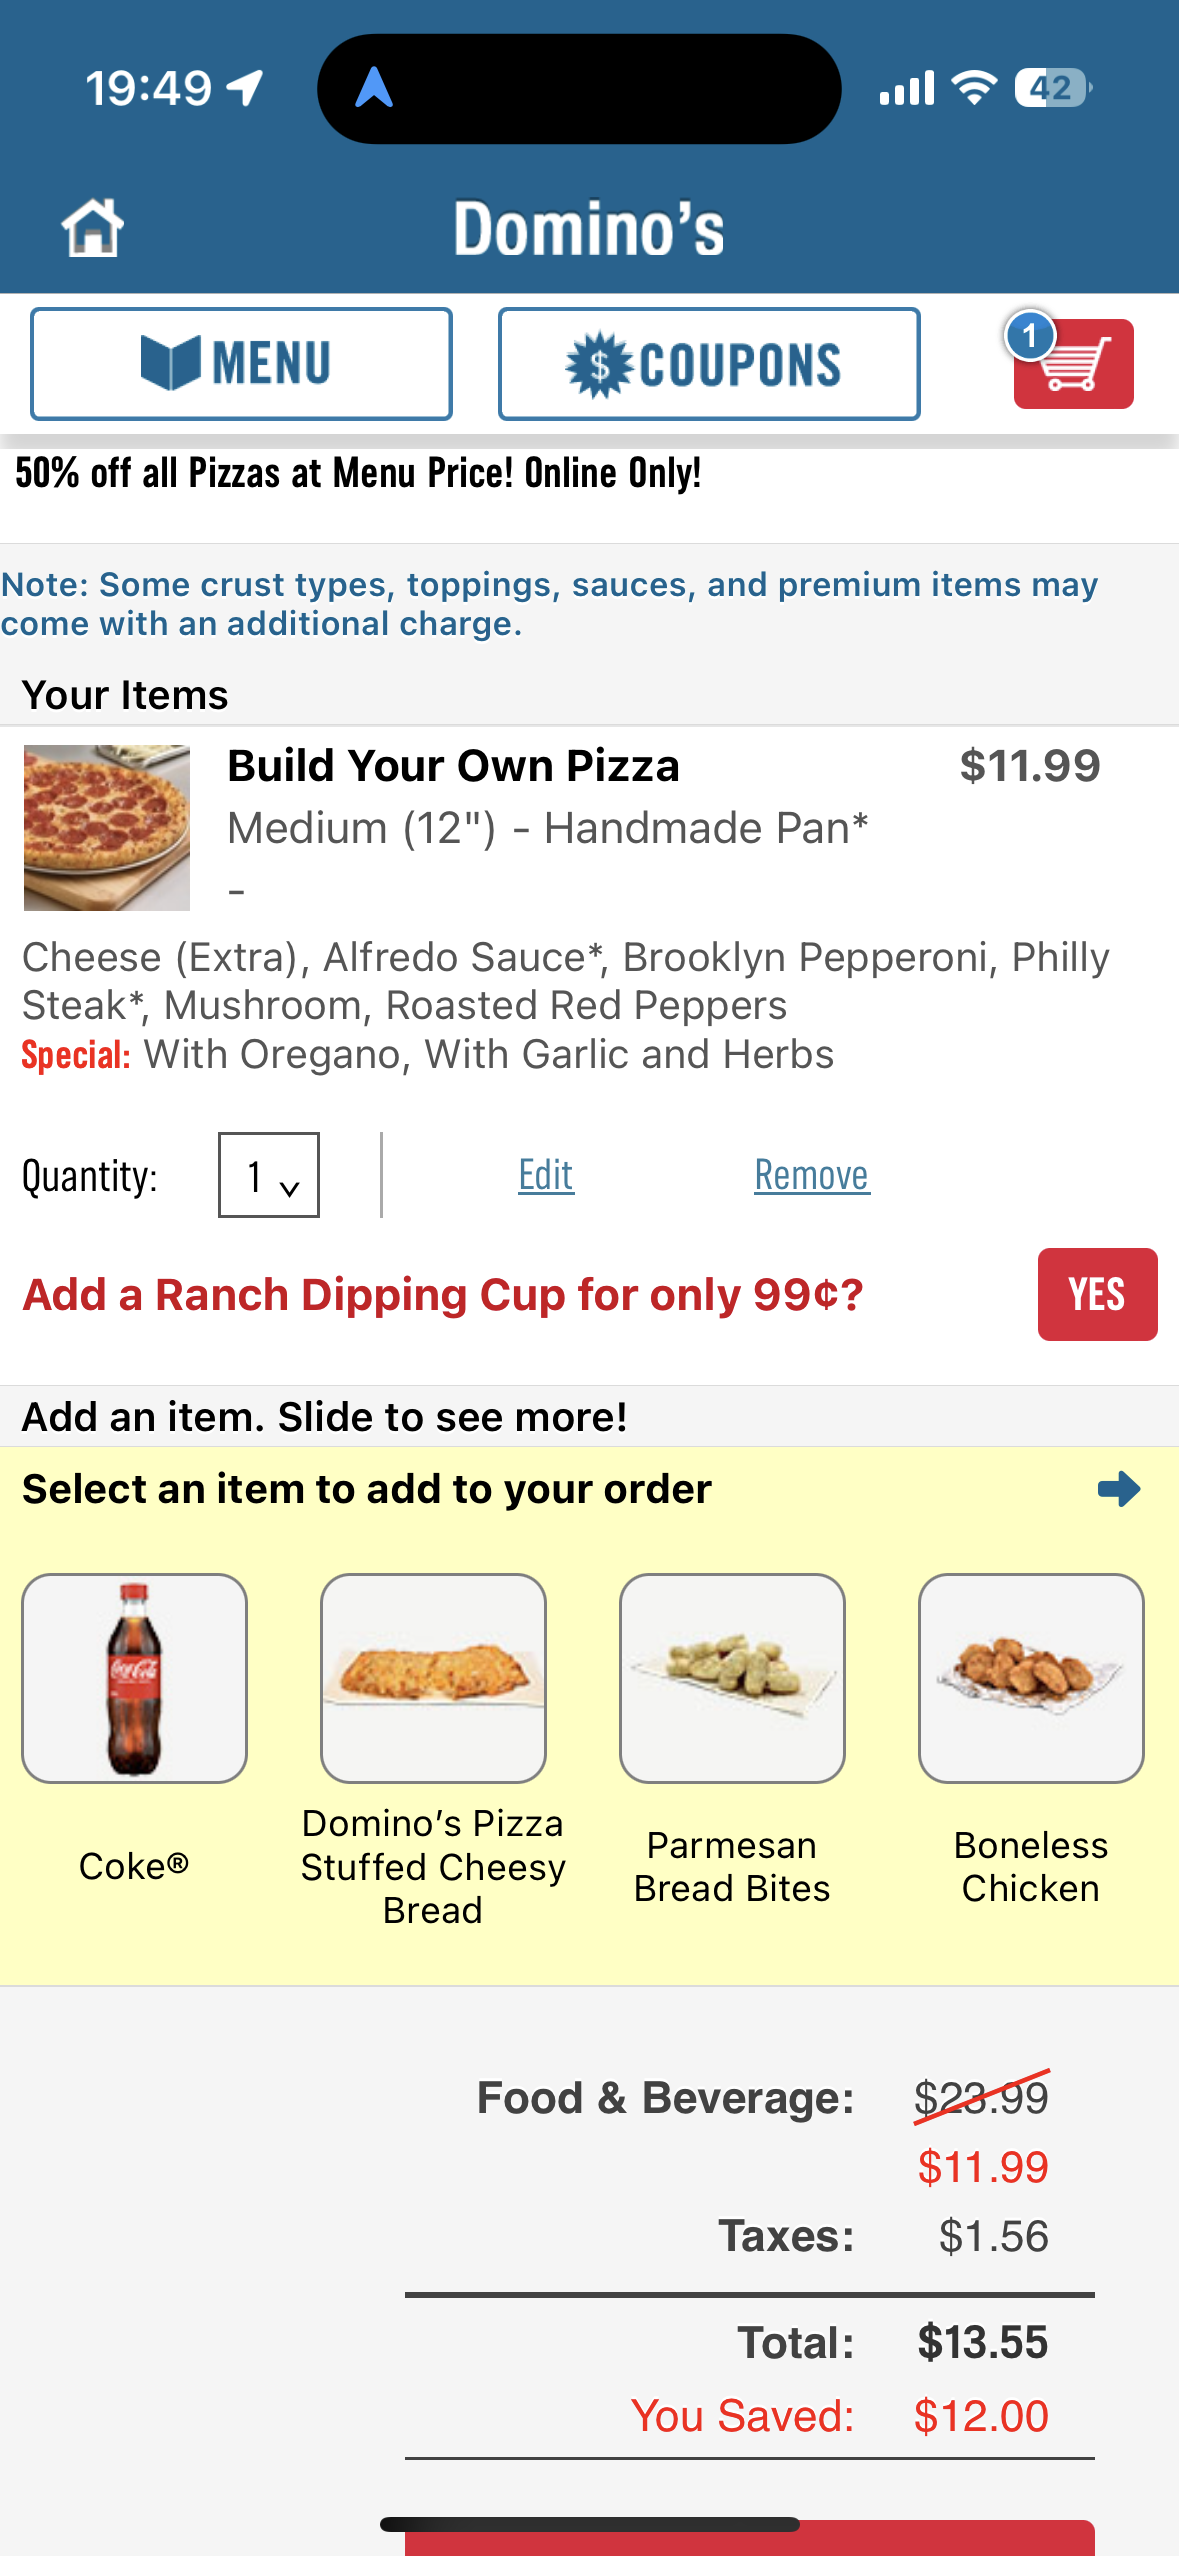 19:49
42
Domino's
MENU
$ COUPONS
1
50% off all Pizzas at Menu Price! Online Only!
Note: Some crust types, toppings, sauces, and premium items may
come with an additional charge.
Your Items
Build Your Own Pizza $11.99
Medium (12") - Handmade Pan*
-
Cheese (Extra), Alfredo Sauce*, Brooklyn Pepperoni, Philly
Steak*, Mushroom, Roasted Red Peppers
Special: With Oregano, With Garlic and Herbs
Quantity: 1 Edit Remove
Add a Ranch Dipping Cup for only 99¢? YES
Add an item. Slide to see more!
Select an item to add to your order
Coca-Cola
Coke®
Domino's Pizza
Stuffed Cheesy
Bread
Parmesan
Bread Bites
Boneless
Chicken
Food & Beverage: $23.99
$11.99
Taxes: $1.56
Total: $13.55
You Saved: $12.00